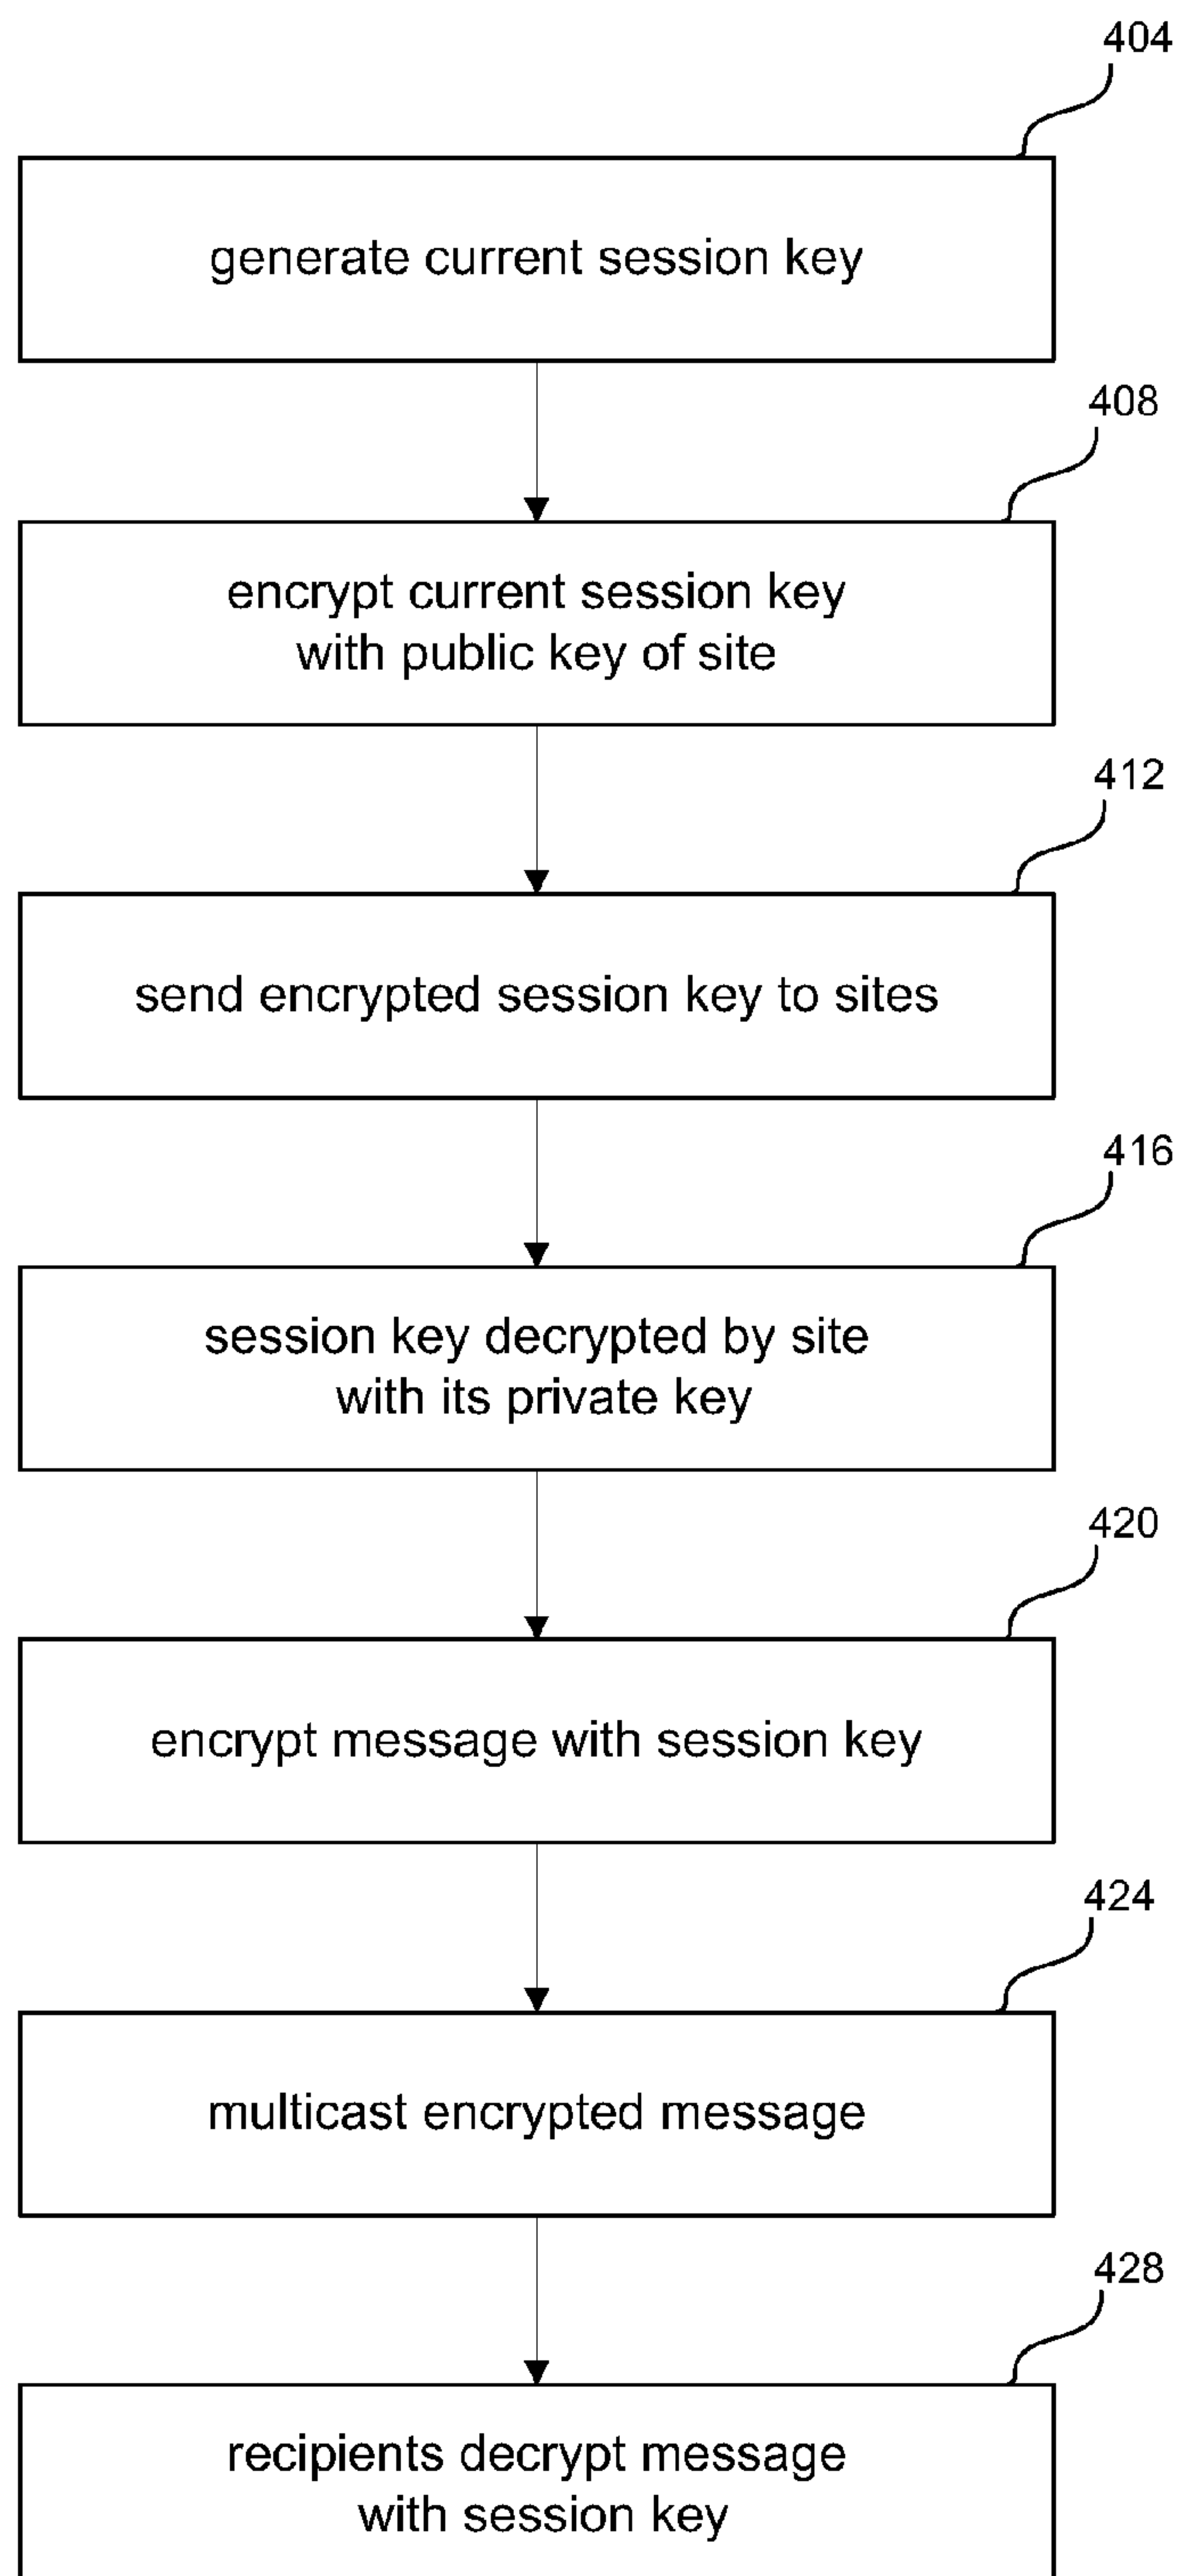 404
generate current session key
408
encrypt current session key
with public key of site
412
send encrypted session key to sites
416
session key decrypted by site
with its private key
420
encrypt message with session key
424
multicast encrypted message
428
recipients decrypt message
with session key